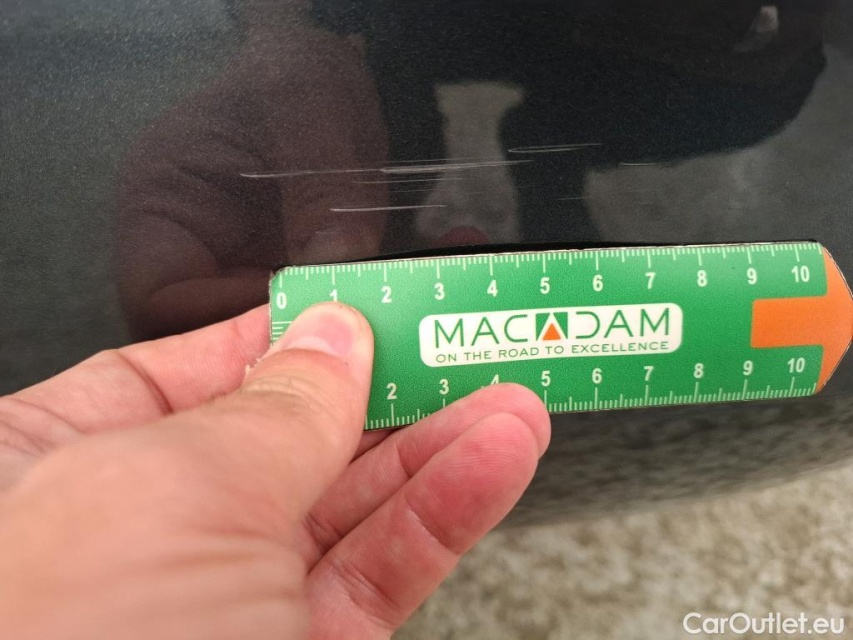 0 1 2 3 4 5 6 7 8 9 10
MACADAM
ON THE ROAD TO EXCELLENCE
2 3 4 5 6 7 8 9 10
CarOutlet.eu